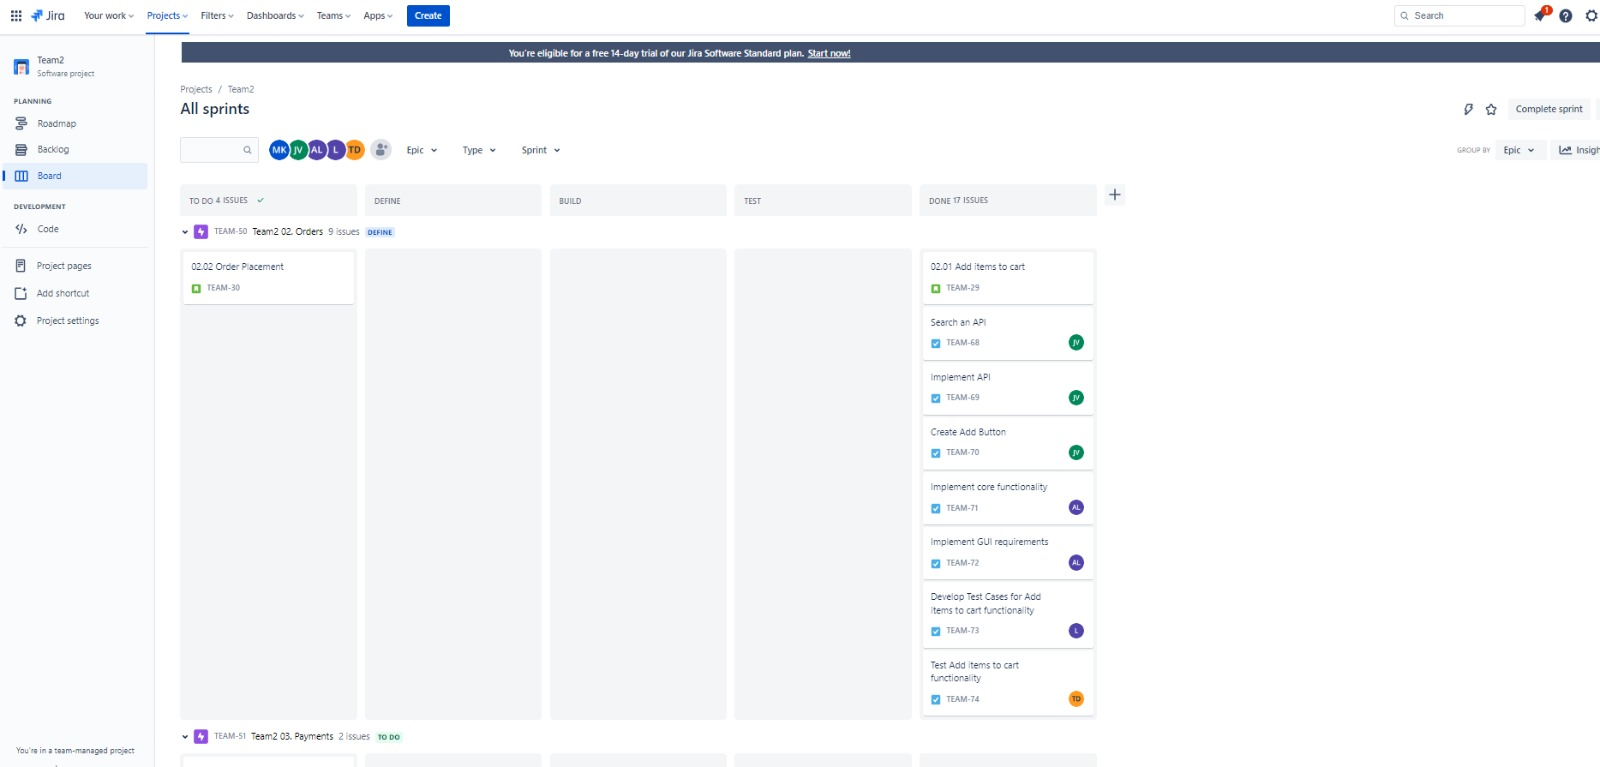 Jira Your work Projects Filters Dashboards Teams Apps Create Search 1
You're eligible for a free 14-day trial of our Jira Software Standard plan. Start now!
Team2
Software project
PLANNING
Roadmap
Backlog
Board
DEVELOPMENT
Code
Project pages
Add shortcut
Project settings
You're in a team-managed project
Projects / Team2
All sprints
Complete sprint
MK JV AL L TD Epic Type Sprint
GROUP BY Epic Insigh
TO DO 4 ISSUES DEFINE BUILD TEST DONE 17 ISSUES
TEAM-50 Team2 02. Orders 9 issues DEFINE
02.02 Order Placement
TEAM-30
02.01 Add items to cart
TEAM-29
Search an API
TEAM-68 JV
Implement API
TEAM-69 JV
Create Add Button
TEAM-70 JV
Implement core functionality
TEAM-71 AL
Implement GUI requirements
TEAM-72 AL
Develop Test Cases for Add
items to cart functionality
TEAM-73 L
Test Add items to cart
functionality
TEAM-74 TD
TEAM-51 Team2 03. Payments 2 issues TO DO